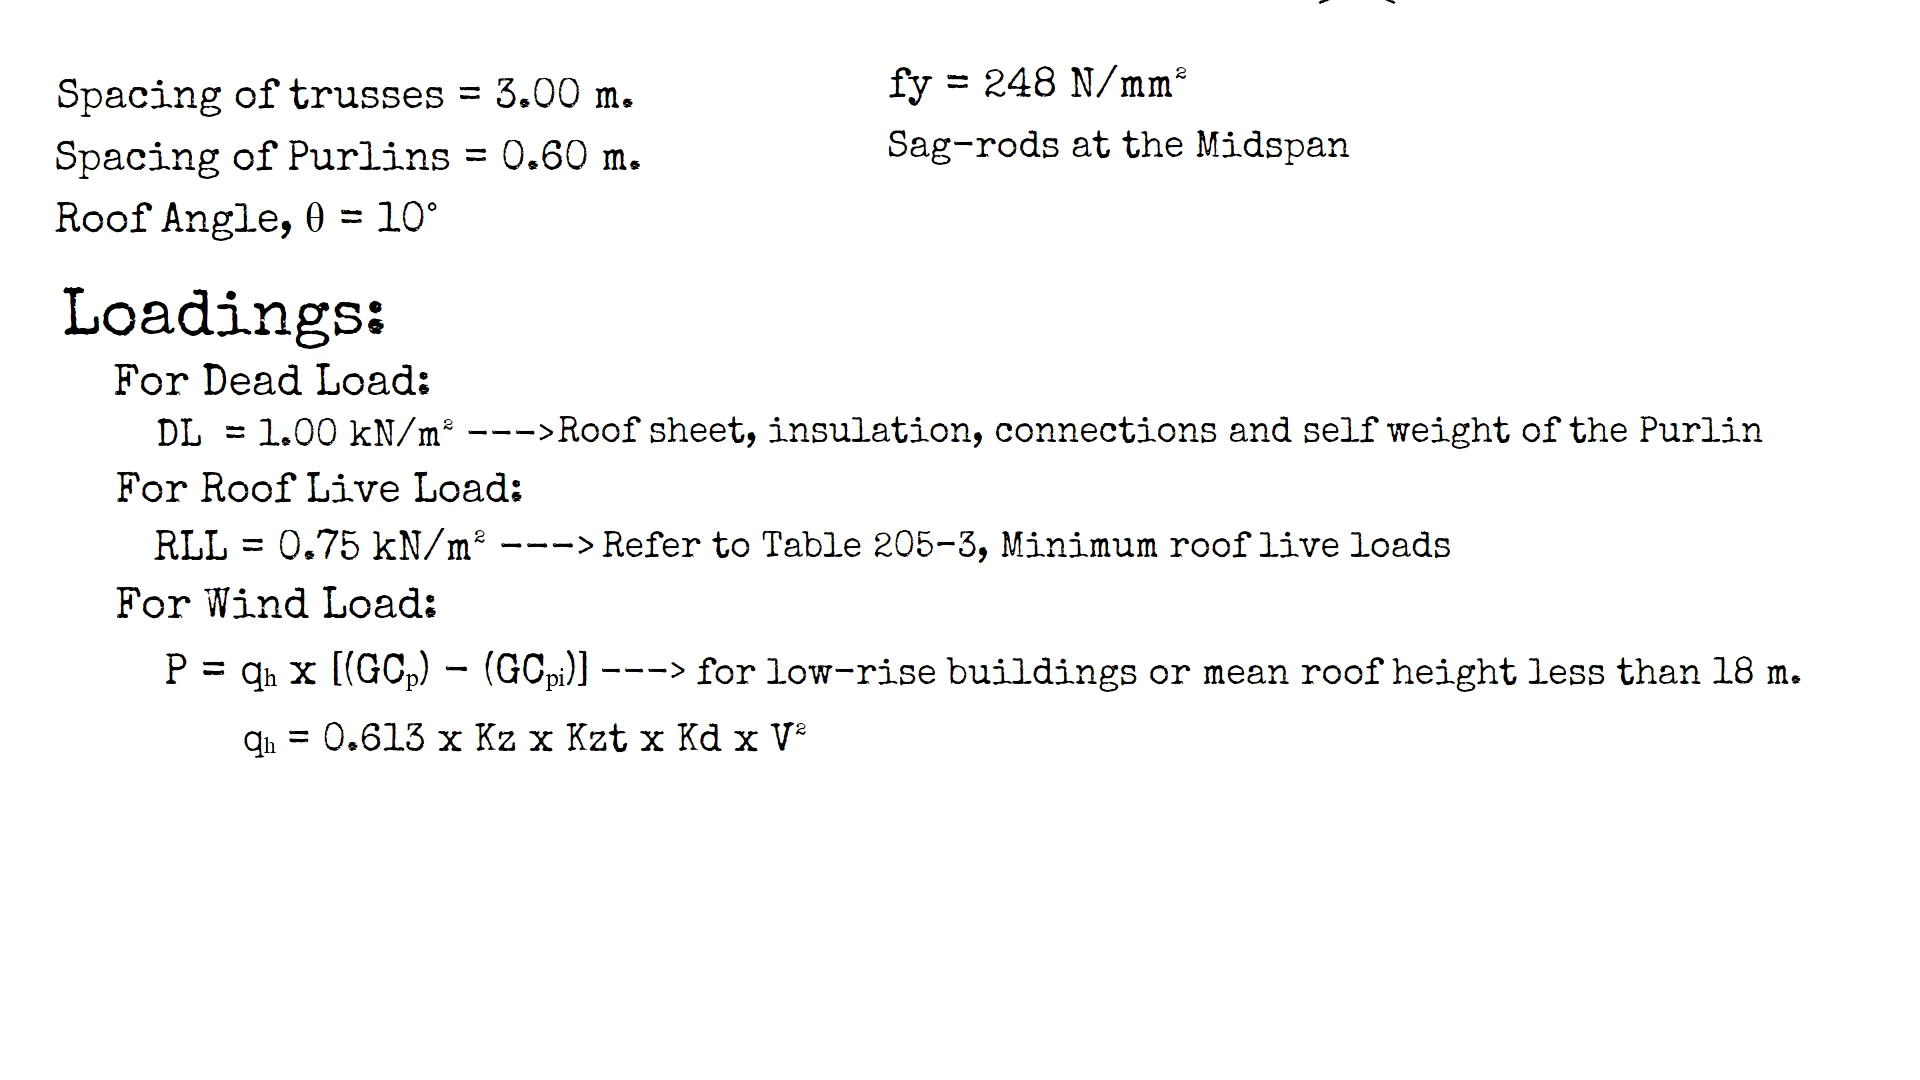 Spacing of trusses = 3.00 m.
Spacing of Purlins = 0.60 m.
Roof Angle, θ = 10°
fy = 248 N/mm²
Sag-rods at the Midspan
Loadings:
For Dead Load:
DL = 1.00 kN/m² --->Roof sheet, insulation, connections and self weight of the Purlin
For Roof Live Load:
RLL = 0.75 kN/m² ---> Refer to Table 205-3, Minimum roof live loads
For Wind Load:
P = qh x [(GCp) - (GCpi)] ---> for low-rise buildings or mean roof height less than 18 m.
qh = 0.613 x Kz x Kzt x Kd x V²